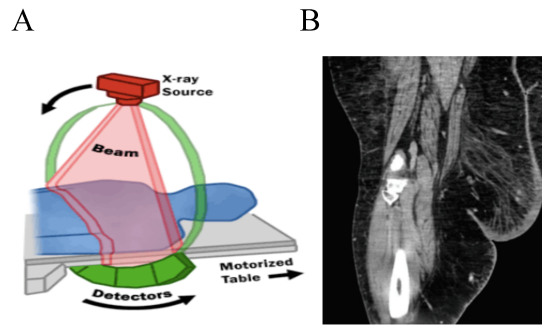 A
B
X-ray
Source
Beam
Motorized
Table
Detectors